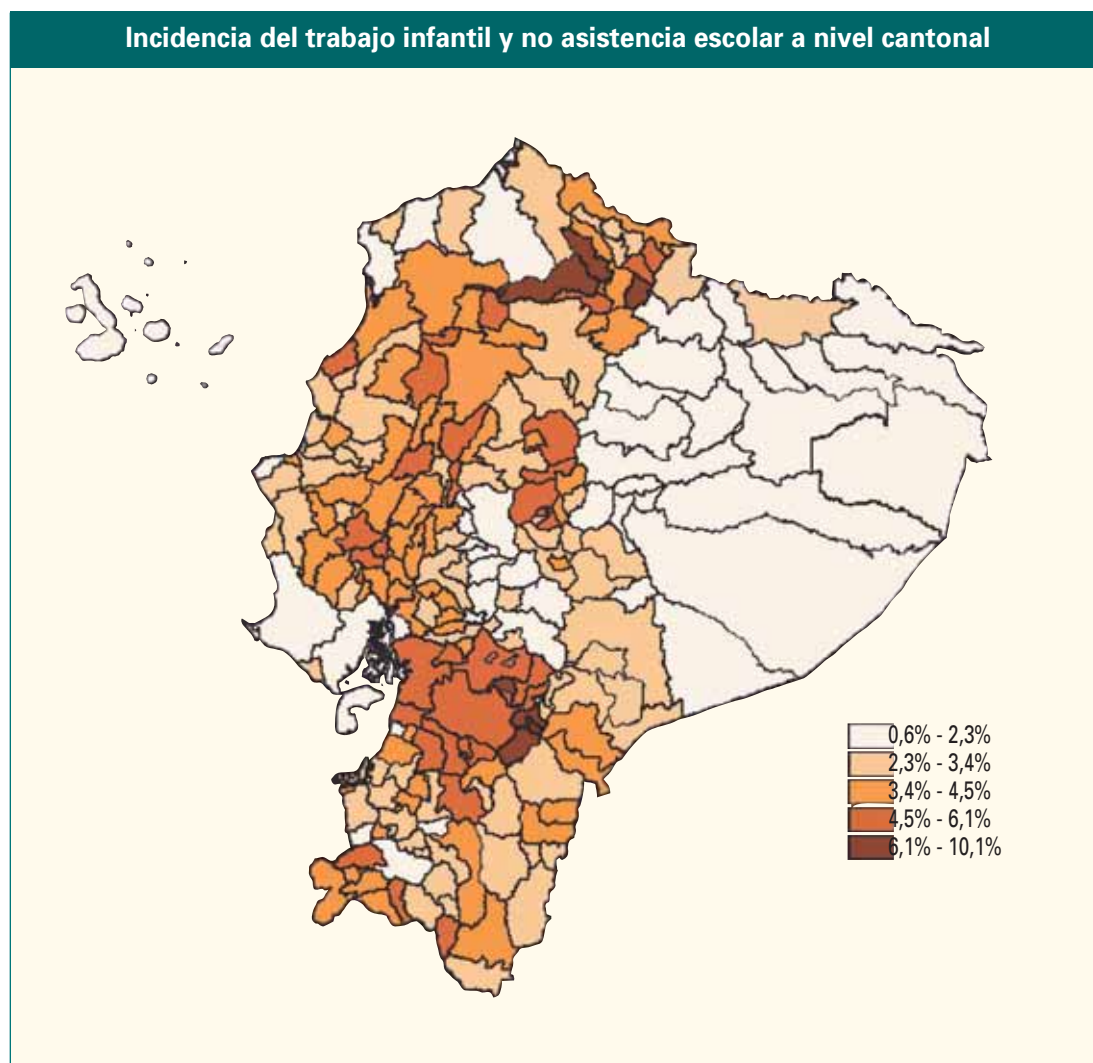 Incidencia del trabajo infantil y no asistencia escolar a nivel cantonal
0,6% - 2,3%
2,3% - 3,4%
3,4% - 4,5%
4,5% - 6,1%
6,1% - 10,1%